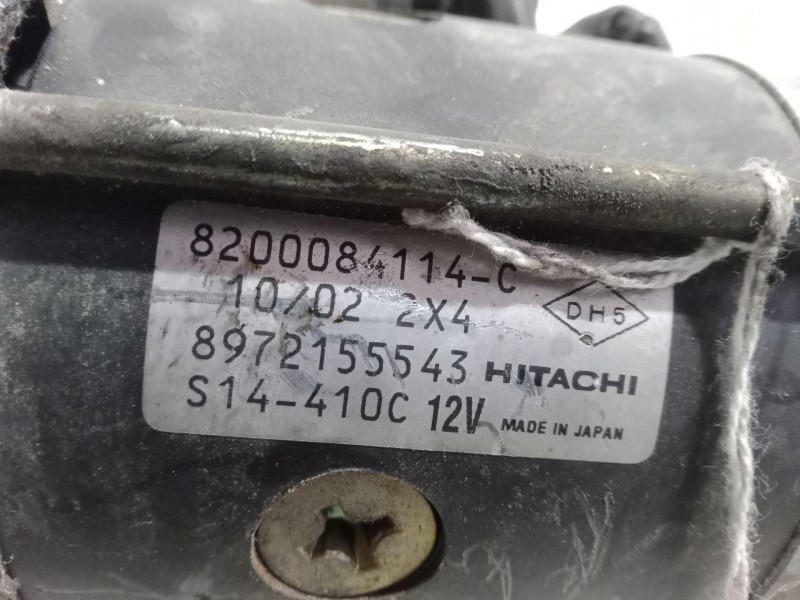 8200084114-C
10/02 2X4
DH5
8972155543 HITACHI
S14-410C 12V MADE IN JAPAN